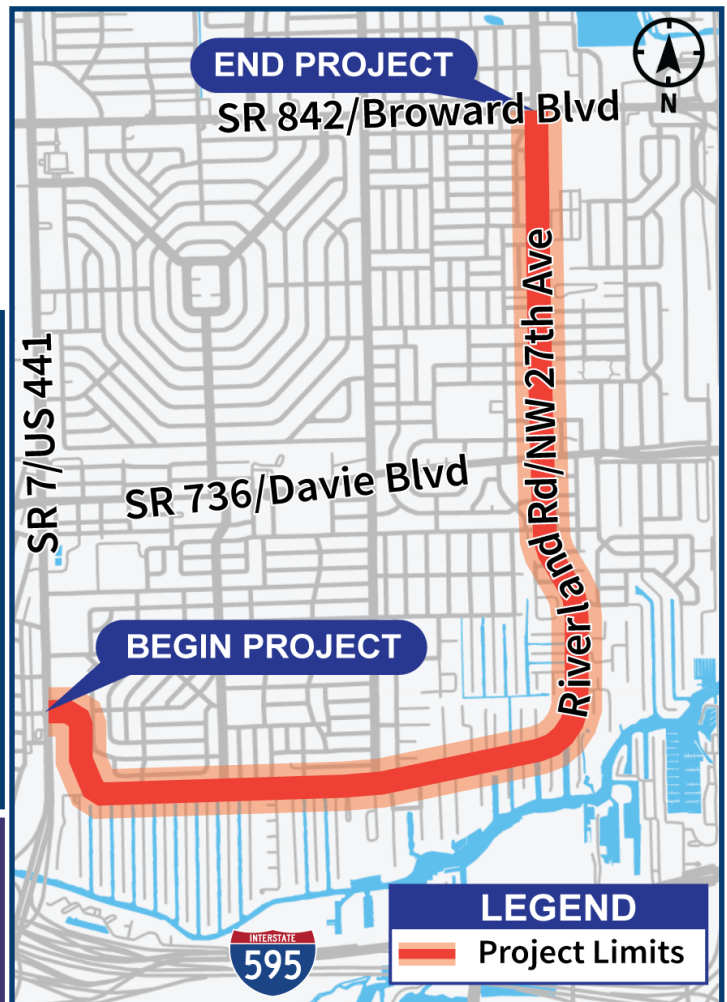 END PROJECT
SR 842/Broward Blvd
N
Riverland Rd/NW 27th Ave
SR 7/US 441
SR 736/Davie Blvd
BEGIN PROJECT
INTERSTATE
595
LEGEND
Project Limits